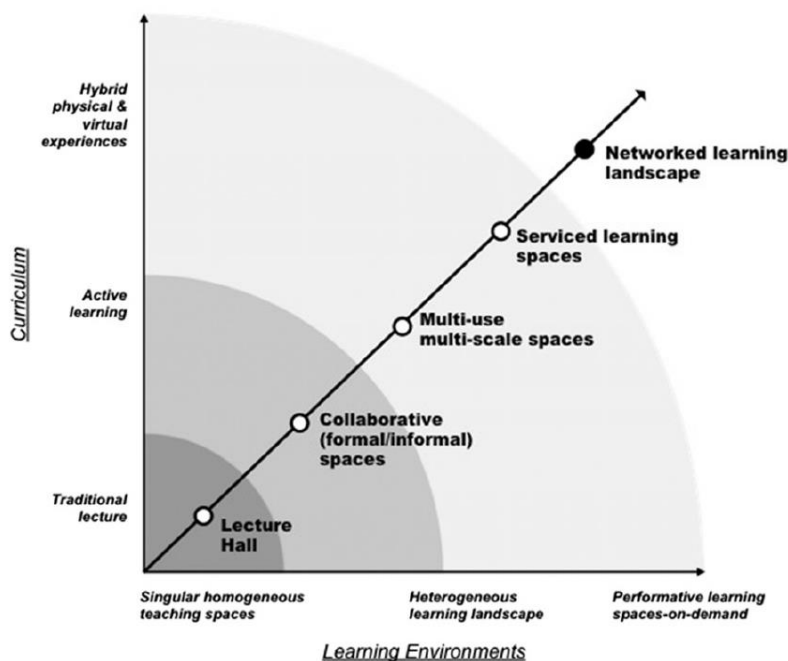 Hybrid
physical &
virtual
experiences
Networked learning
landscape
Serviced learning
spaces
Curriculum
Active
learning
Multi-use
multi-scale spaces
Collaborative
(formal/informal)
spaces
Traditional
lecture
Lecture
Hall
Singular homogeneous
teaching spaces
Heterogeneous
learning landscape
Performative learning
spaces-on-demand
Learning Environments